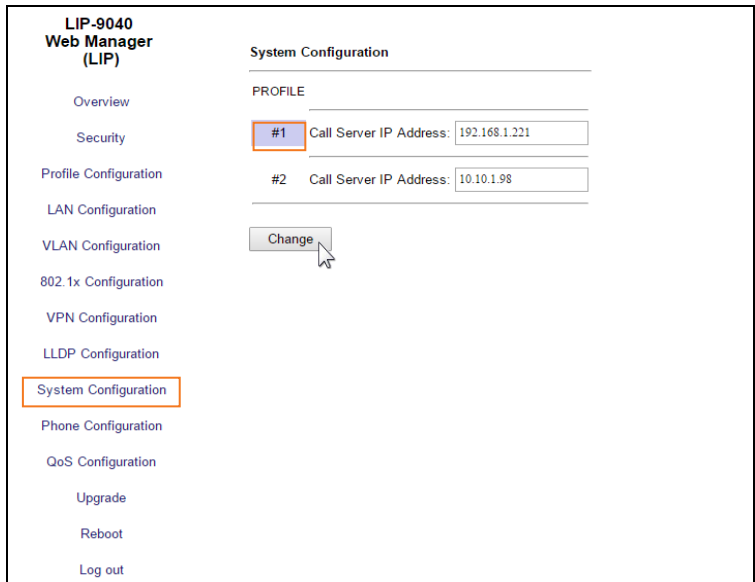 LIP-9040
Web Manager
(LIP)
Overview
Security
Profile Configuration
LAN Configuration
VLAN Configuration
802.1x Configuration
VPN Configuration
LLDP Configuration
System Configuration
Phone Configuration
QoS Configuration
Upgrade
Reboot
Log out
System Configuration
PROFILE
#1 Call Server IP Address: 192.168.1.221
#2 Call Server IP Address: 10.10.1.98
Change